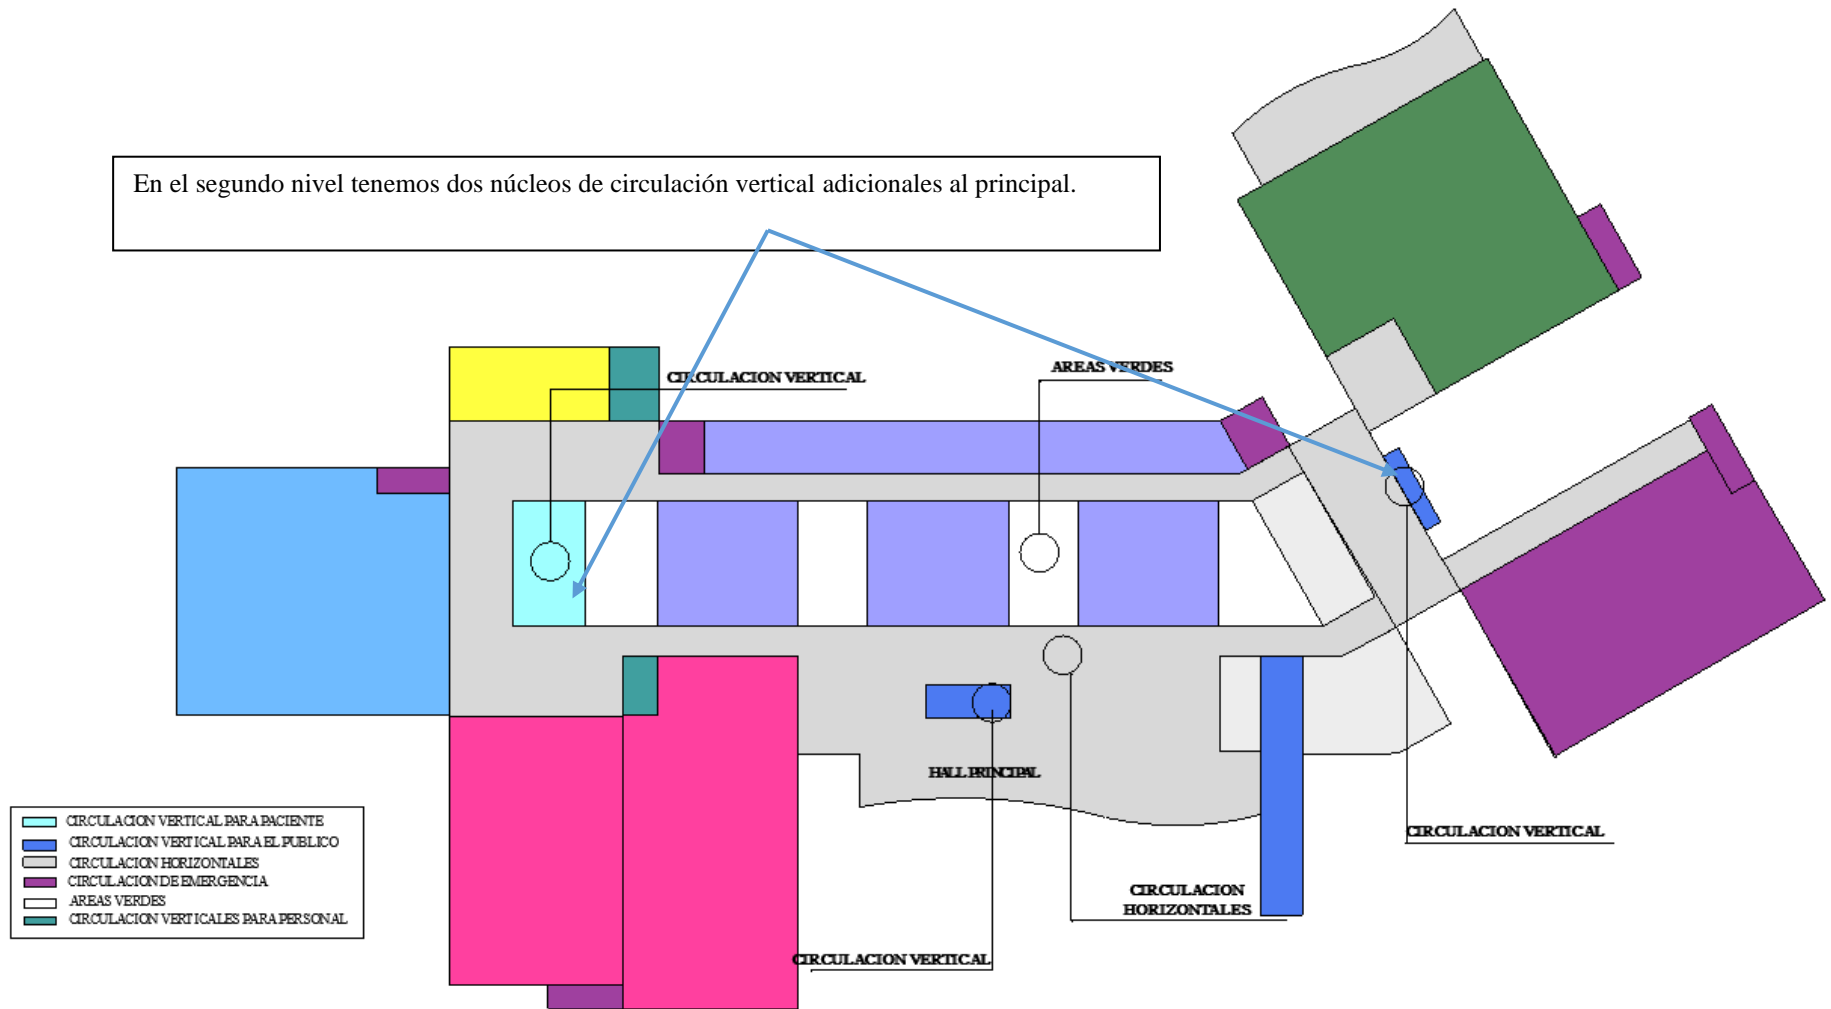 En el segundo nivel tenemos dos núcleos de circulación vertical adicionales al principal.
AREAS VERDES
CIRCULACION VERTICAL
HALL PRINCIPAL
CIRCULACION VERTICAL PARA PACIENTE
CIRCULACION VERTICAL PARA EL PUBLICO
CIRCULACION HORIZONTALES
CIRCULACION DE EMERGENCIA
AREAS VERDES
CIRCULACION VERTICALES PARA PERSONAL
CIRCULACION VERTICAL
CIRCULACION
HORIZONTALES
CIRCULACION VERTICAL